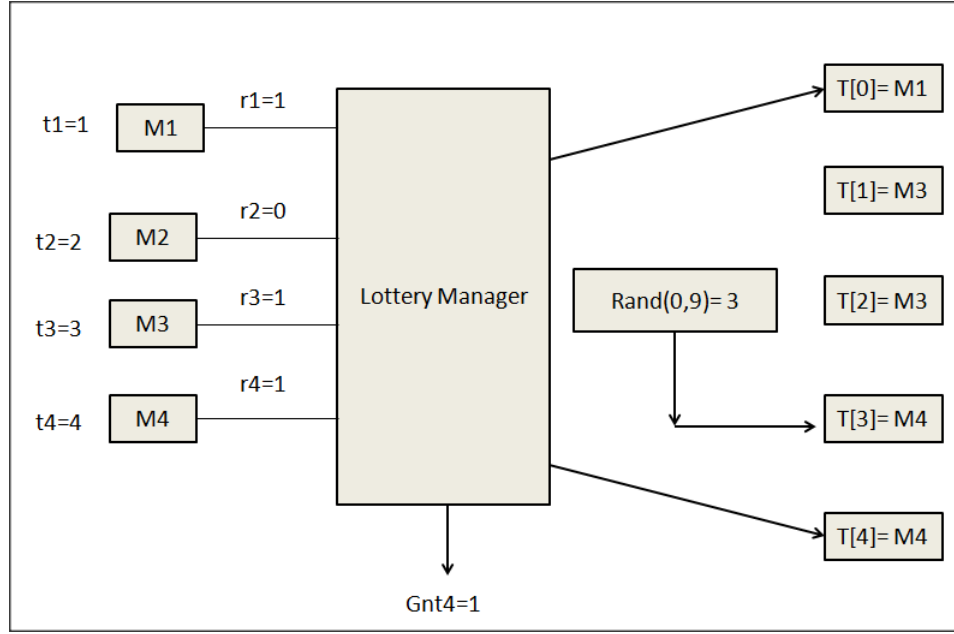 t1=1
M1
r1=1
t2=2
M2
r2=0
t3=3
M3
r3=1
t4=4
M4
r4=1
Lottery Manager
Gnt4=1
Rand(0,9)= 3
T[0]= M1
T[1]= M3
T[2]= M3
T[3]= M4
T[4]= M4